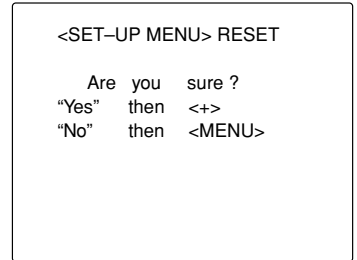 <SET–UP MENU> RESET
Are you sure ?
“Yes” then <+>
“No” then <MENU>